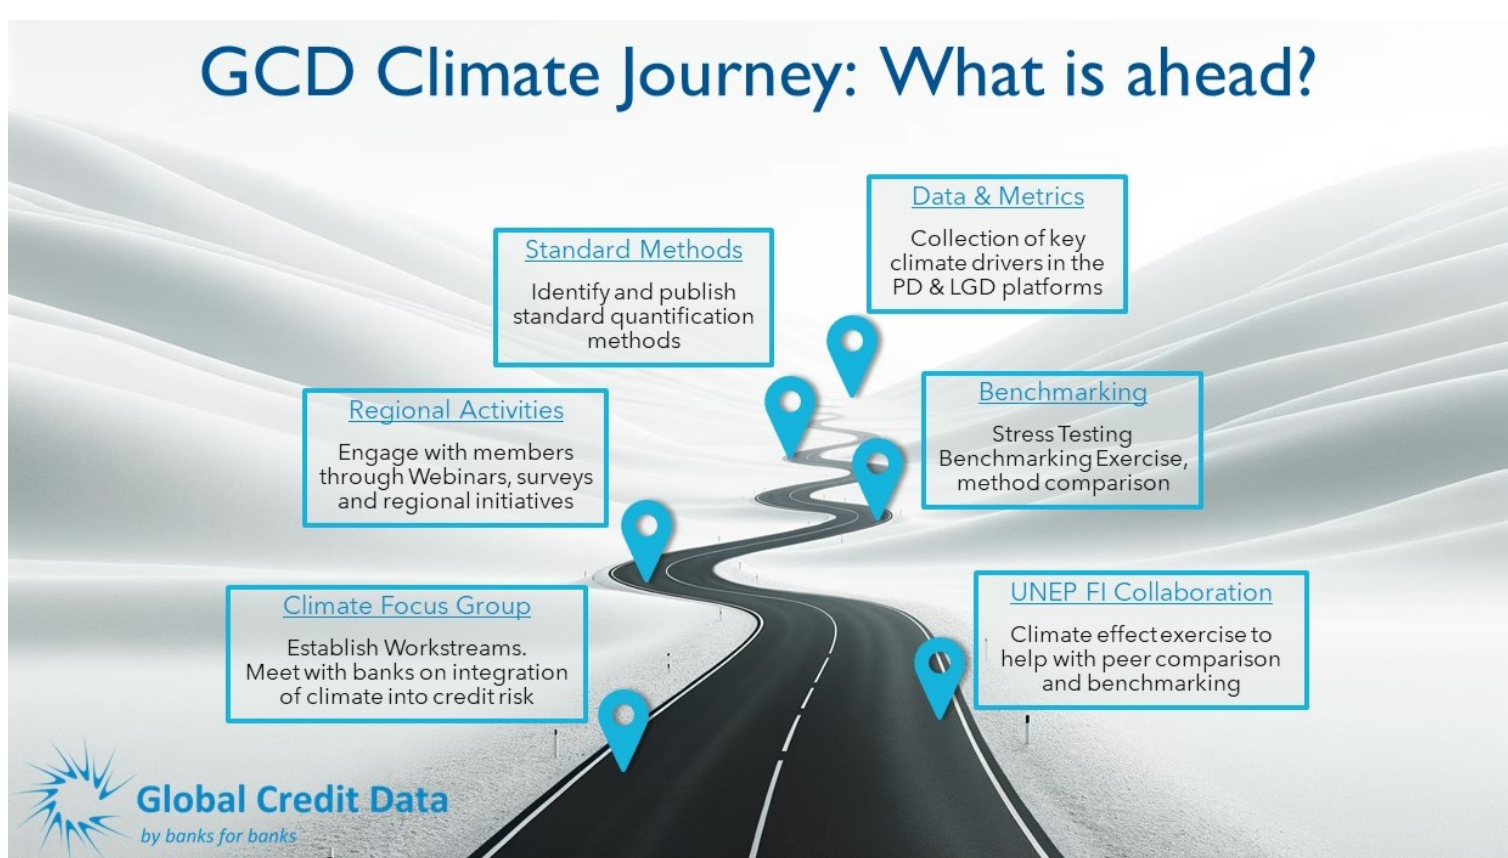 GCD Climate Journey: What is ahead?
Data & Metrics
Collection of key
climate drivers in the
PD & LGD platforms
Standard Methods
Identify and publish
standard quantification
methods
Benchmarking
Stress Testing
Benchmarking Exercise,
method comparison
Regional Activities
Engage with members
through Webinars, surveys
and regional initiatives
UNEP FI Collaboration
Climate effect exercise to
help with peer comparison
and benchmarking
Climate Focus Group
Establish Workstreams.
Meet with banks on integration
of climate into credit risk
Global Credit Data
by banks for banks